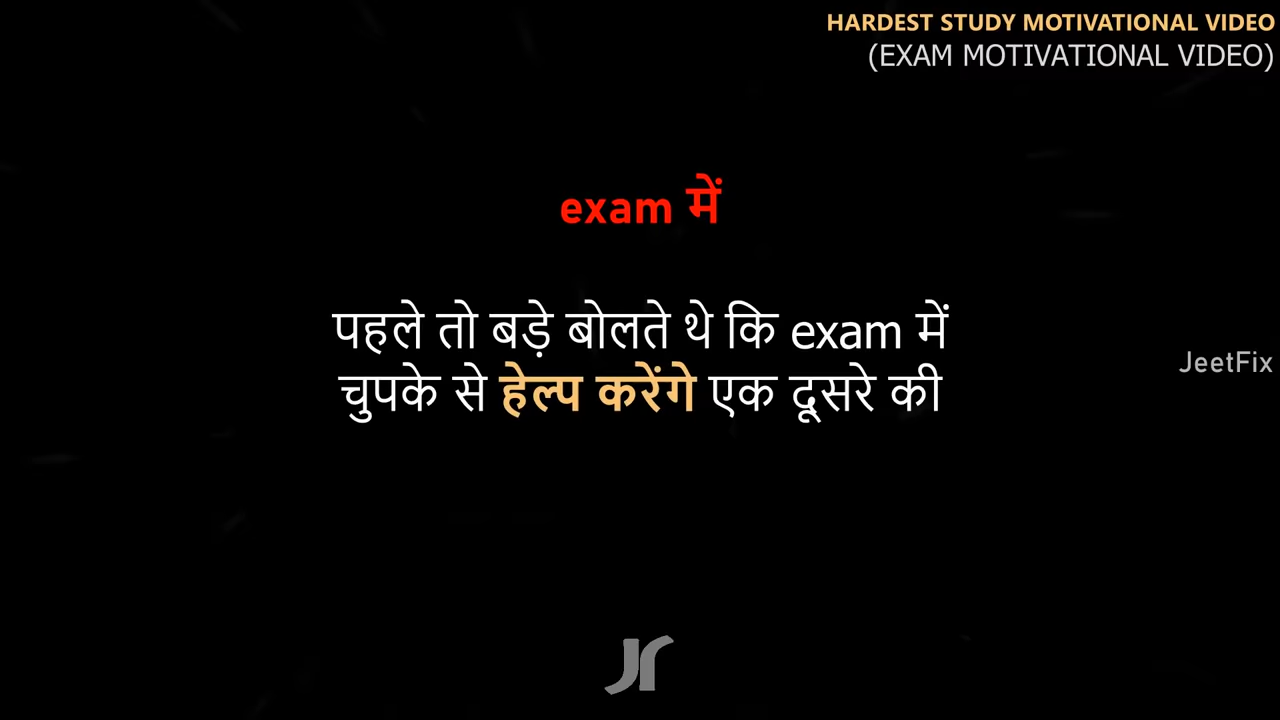 HARDEST STUDY MOTIVATIONAL VIDEO
(EXAM MOTIVATIONAL VIDEO)
exam में
पहले तो बड़े बोलते थे कि exam में
चुपके से हेल्प करेंगे एक दूसरे की
JeetFix